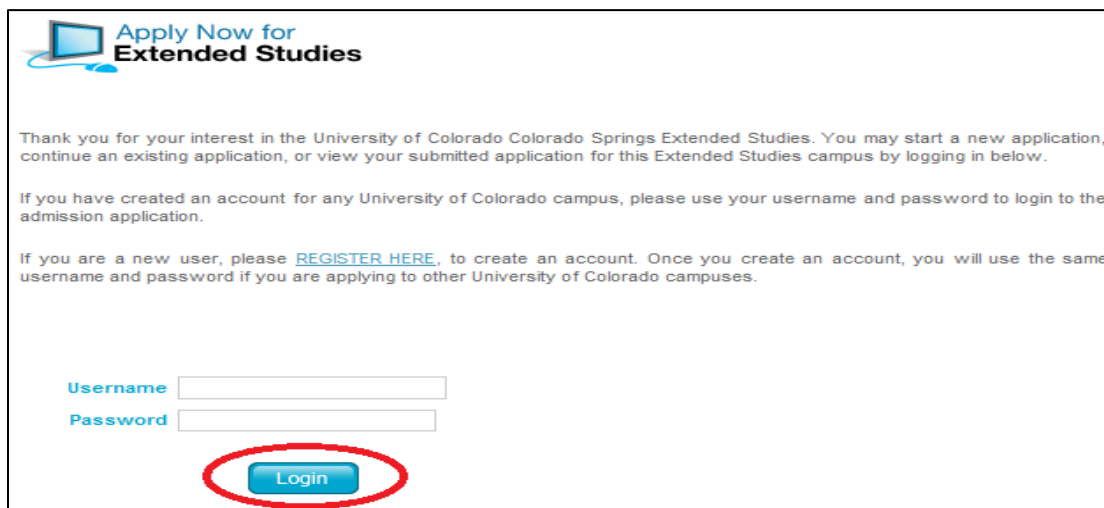 Apply Now for
Extended Studies
Thank you for your interest in the University of Colorado Colorado Springs Extended Studies. You may start a new application,
continue an existing application, or view your submitted application for this Extended Studies campus by logging in below.
If you have created an account for any University of Colorado campus, please use your username and password to login to the
admission application.
If you are a new user, please REGISTER HERE, to create an account. Once you create an account, you will use the same
username and password if you are applying to other University of Colorado campuses.
Username
Password
Login